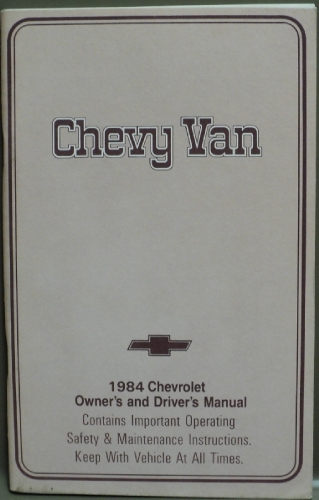 Chevy Van
1984 Chevrolet
Owner's and Driver's Manual
Contains Important Operating
Safety & Maintenance Instructions.
Keep With Vehicle At All Times.